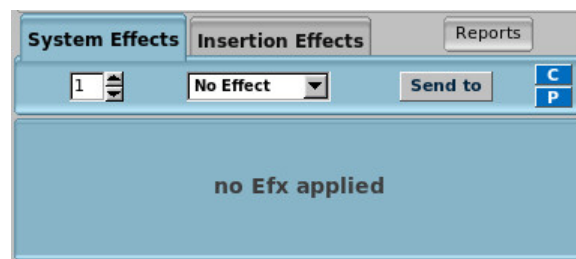 System Effects Insertion Effects Reports
1 No Effect Send to C
P
no Efx applied